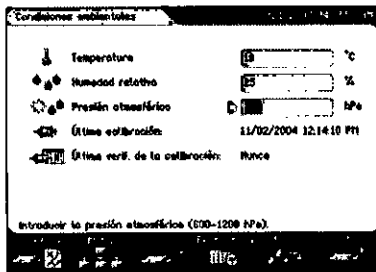 Condiciones ambientales
Temperatura °C
Humedad relativa 25 %
Presión atmosférica hPa
Última calibración: 11/02/2004 12:14:10 PM
Última verif. de la calibración: Nunca
Introducir la presión atmosférica (600-1200 hPa).